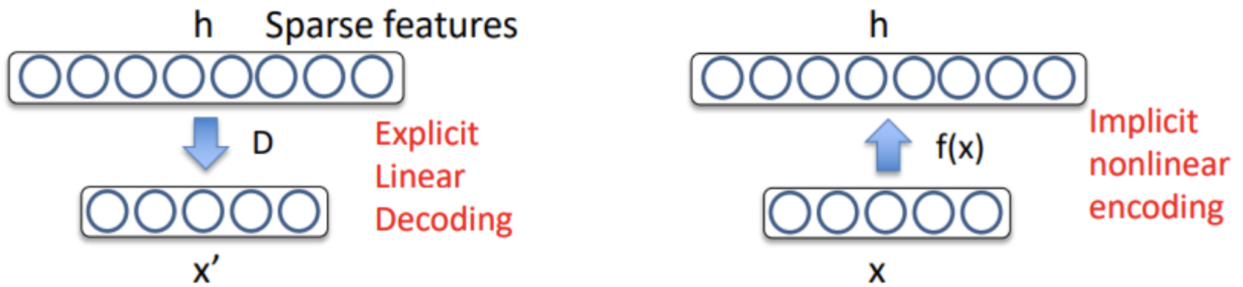 h Sparse features
D
Explicit
Linear
Decoding
x’
h
f(x)
Implicit
nonlinear
encoding
x